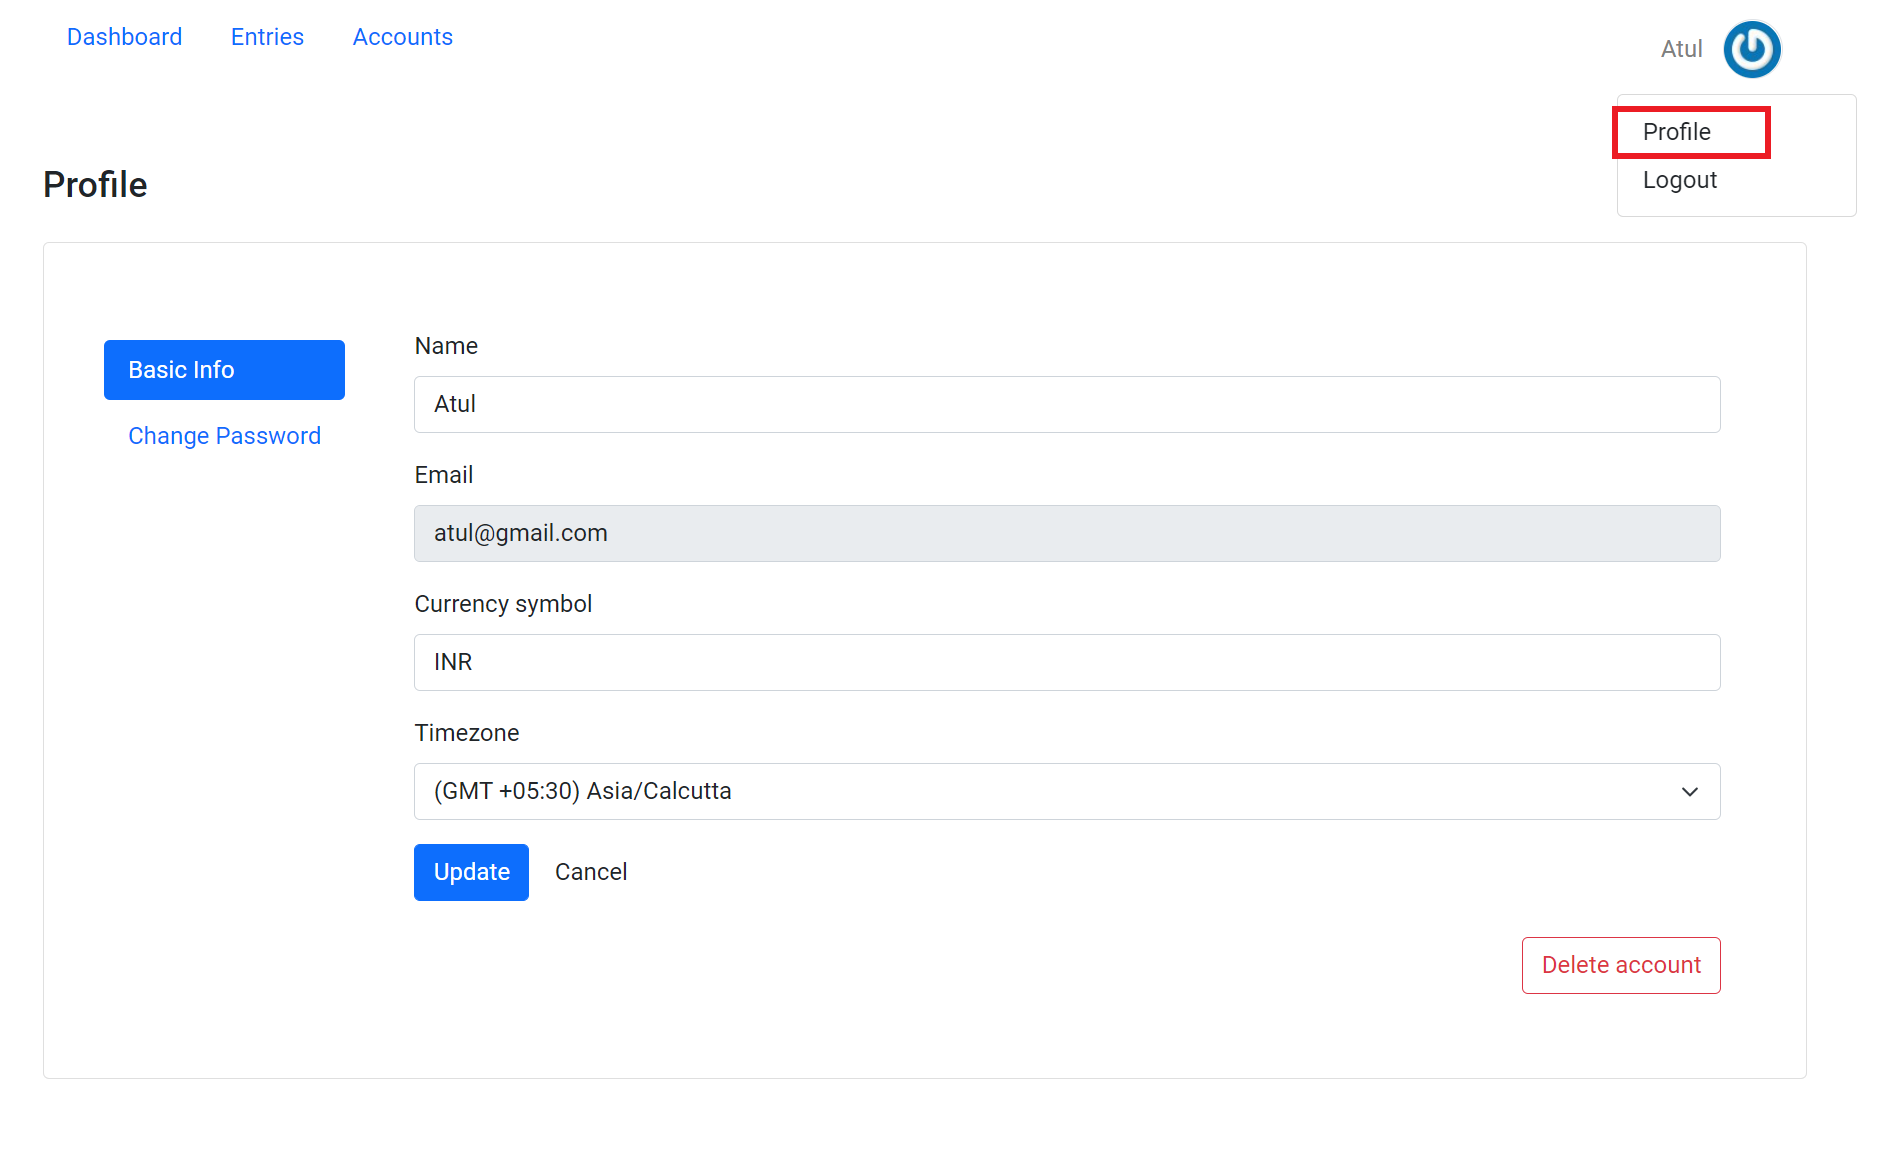 Dashboard Entries Accounts Atul
Profile
Logout
Profile
Basic Info
Change Password
Name
Atul
Email
atul@gmail.com
Currency symbol
INR
Timezone
(GMT +05:30) Asia/Calcutta
Update Cancel
Delete account